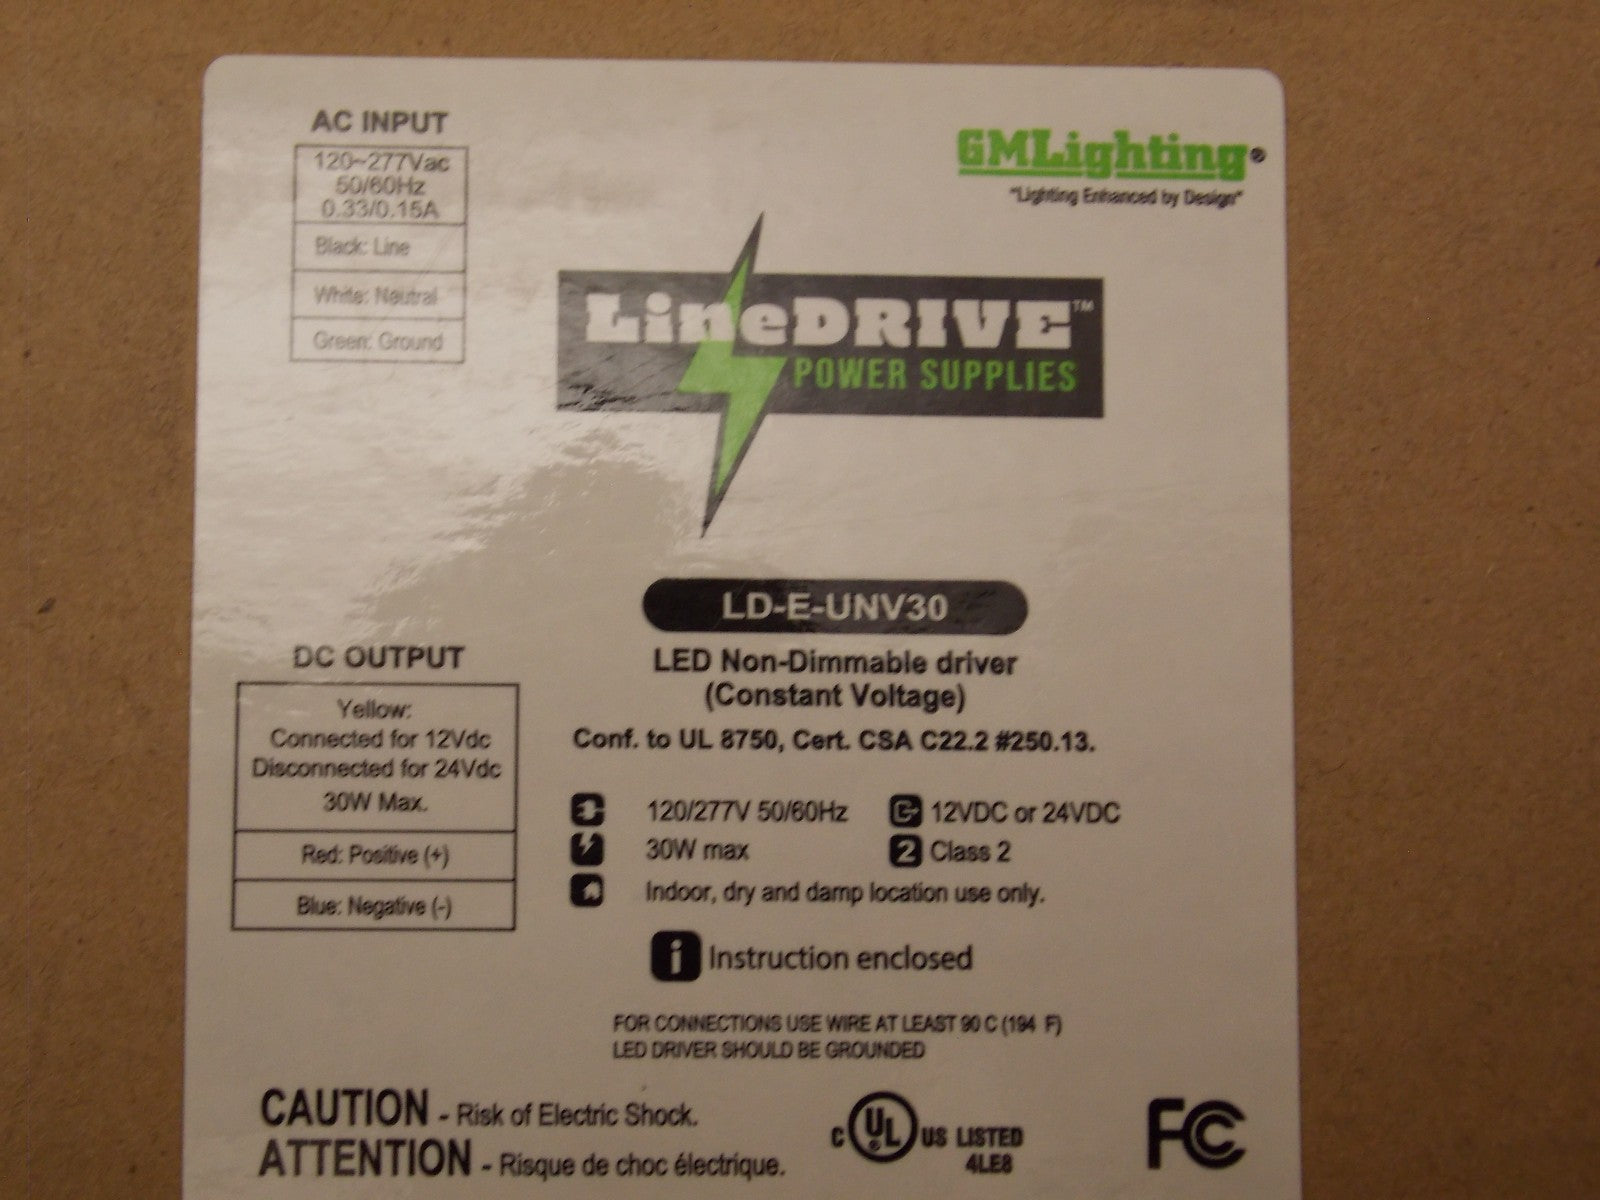 AC INPUT
120~277Vac
50/60Hz
0.33/0.15A
Black: Line
White: Neutral
Green: Ground
GMLighting®
"Lighting Enhanced by Design"
LineDRIVE™
POWER SUPPLIES
LD-E-UNV30
LED Non-Dimmable driver
(Constant Voltage)
Conf. to UL 8750, Cert. CSA C22.2 #250.13.
DC OUTPUT
Yellow:
Connected for 12Vdc
Disconnected for 24Vdc
30W Max.
Red: Positive (+)
Blue: Negative (-)
120/277V 50/60Hz
12VDC or 24VDC
30W max
2 Class 2
Indoor, dry and damp location use only.
i Instruction enclosed
FOR CONNECTIONS USE WIRE AT LEAST 90 C (194 F)
LED DRIVER SHOULD BE GROUNDED
CAUTION - Risk of Electric Shock.
ATTENTION - Risque de choc électrique.
C UL® US LISTED
4LE8
FC